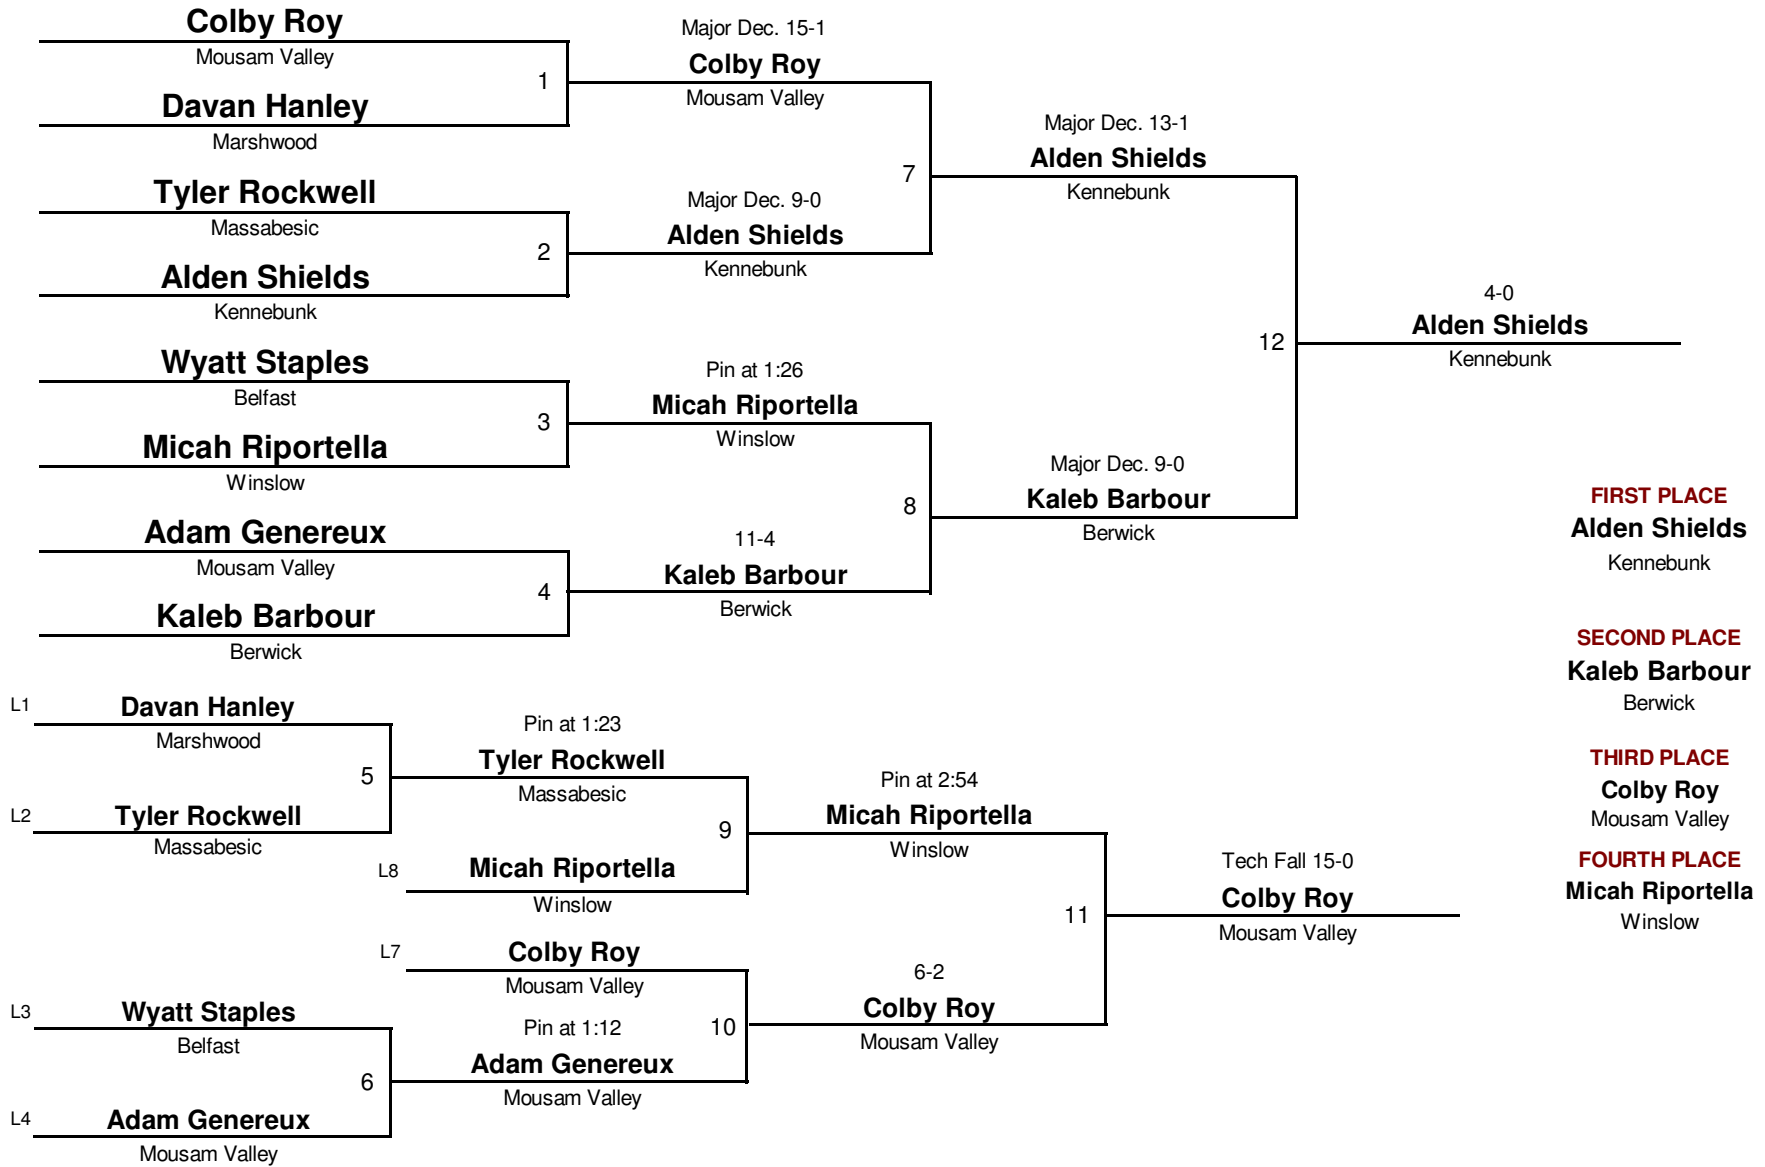 Colby Roy
Mousam Valley
1
Davan Hanley
Marshwood
Tyler Rockwell
Massabesic
2
Alden Shields
Kennebunk
Wyatt Staples
Belfast
3
Micah Riportella
Winslow
Adam Genereux
Mousam Valley
4
Kaleb Barbour
Berwick
Major Dec. 15-1
Colby Roy
Mousam Valley
7
Major Dec. 9-0
Alden Shields
Kennebunk
Pin at 1:26
Micah Riportella
Winslow
8
11-4
Kaleb Barbour
Berwick
Major Dec. 13-1
Alden Shields
Kennebunk
12
Major Dec. 9-0
Kaleb Barbour
Berwick
4-0
Alden Shields
Kennebunk
L1
Davan Hanley
Marshwood
5
L2
Tyler Rockwell
Massabesic
Pin at 1:23
Tyler Rockwell
Massabesic
9
L8
Micah Riportella
Winslow
L7
Colby Roy
Mousam Valley
10
L3
Wyatt Staples
Belfast
6
L4
Adam Genereux
Mousam Valley
Pin at 1:12
Adam Genereux
Mousam Valley
Pin at 2:54
Micah Riportella
Winslow
11
6-2
Colby Roy
Mousam Valley
Tech Fall 15-0
Colby Roy
Mousam Valley
FIRST PLACE
Alden Shields
Kennebunk
SECOND PLACE
Kaleb Barbour
Berwick
THIRD PLACE
Colby Roy
Mousam Valley
FOURTH PLACE
Micah Riportella
Winslow